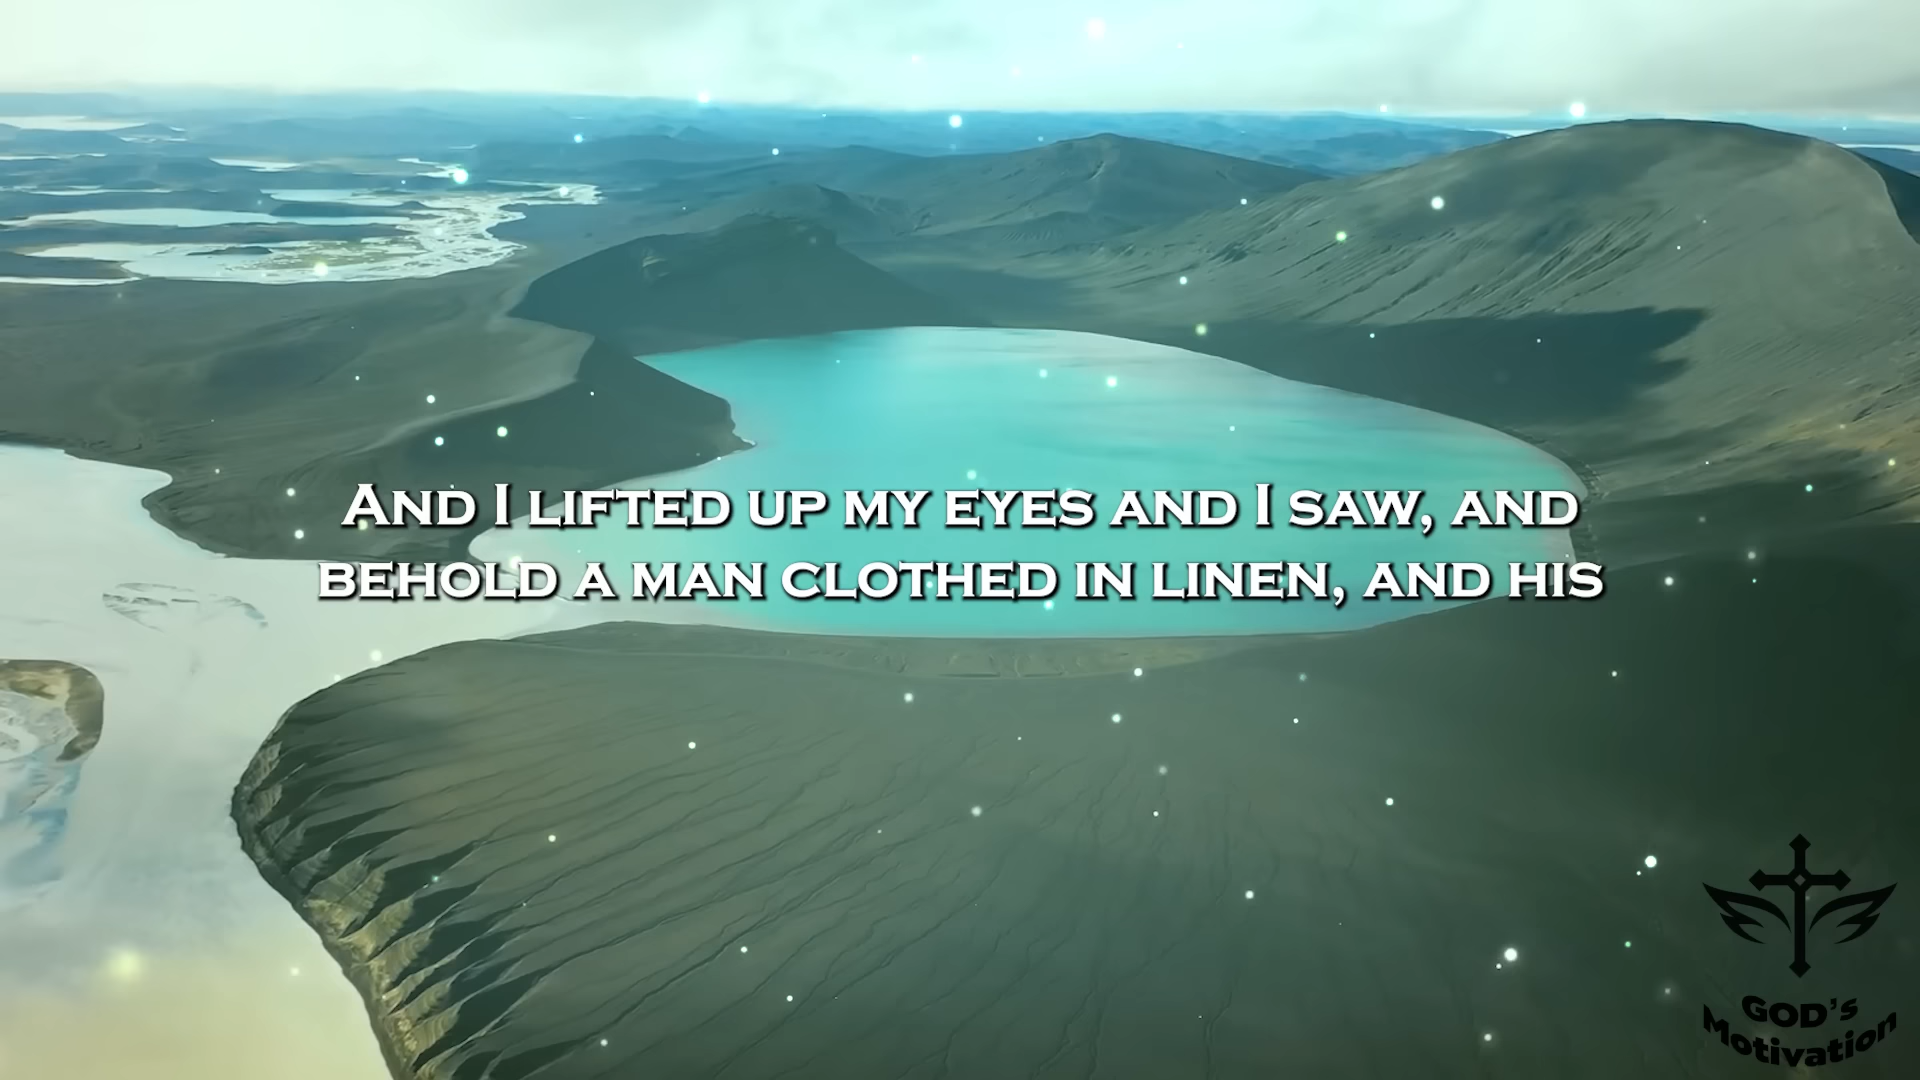 And I lifted up my eyes and I saw, and
behold a man clothed in linen, and his
GOD's
Motivation